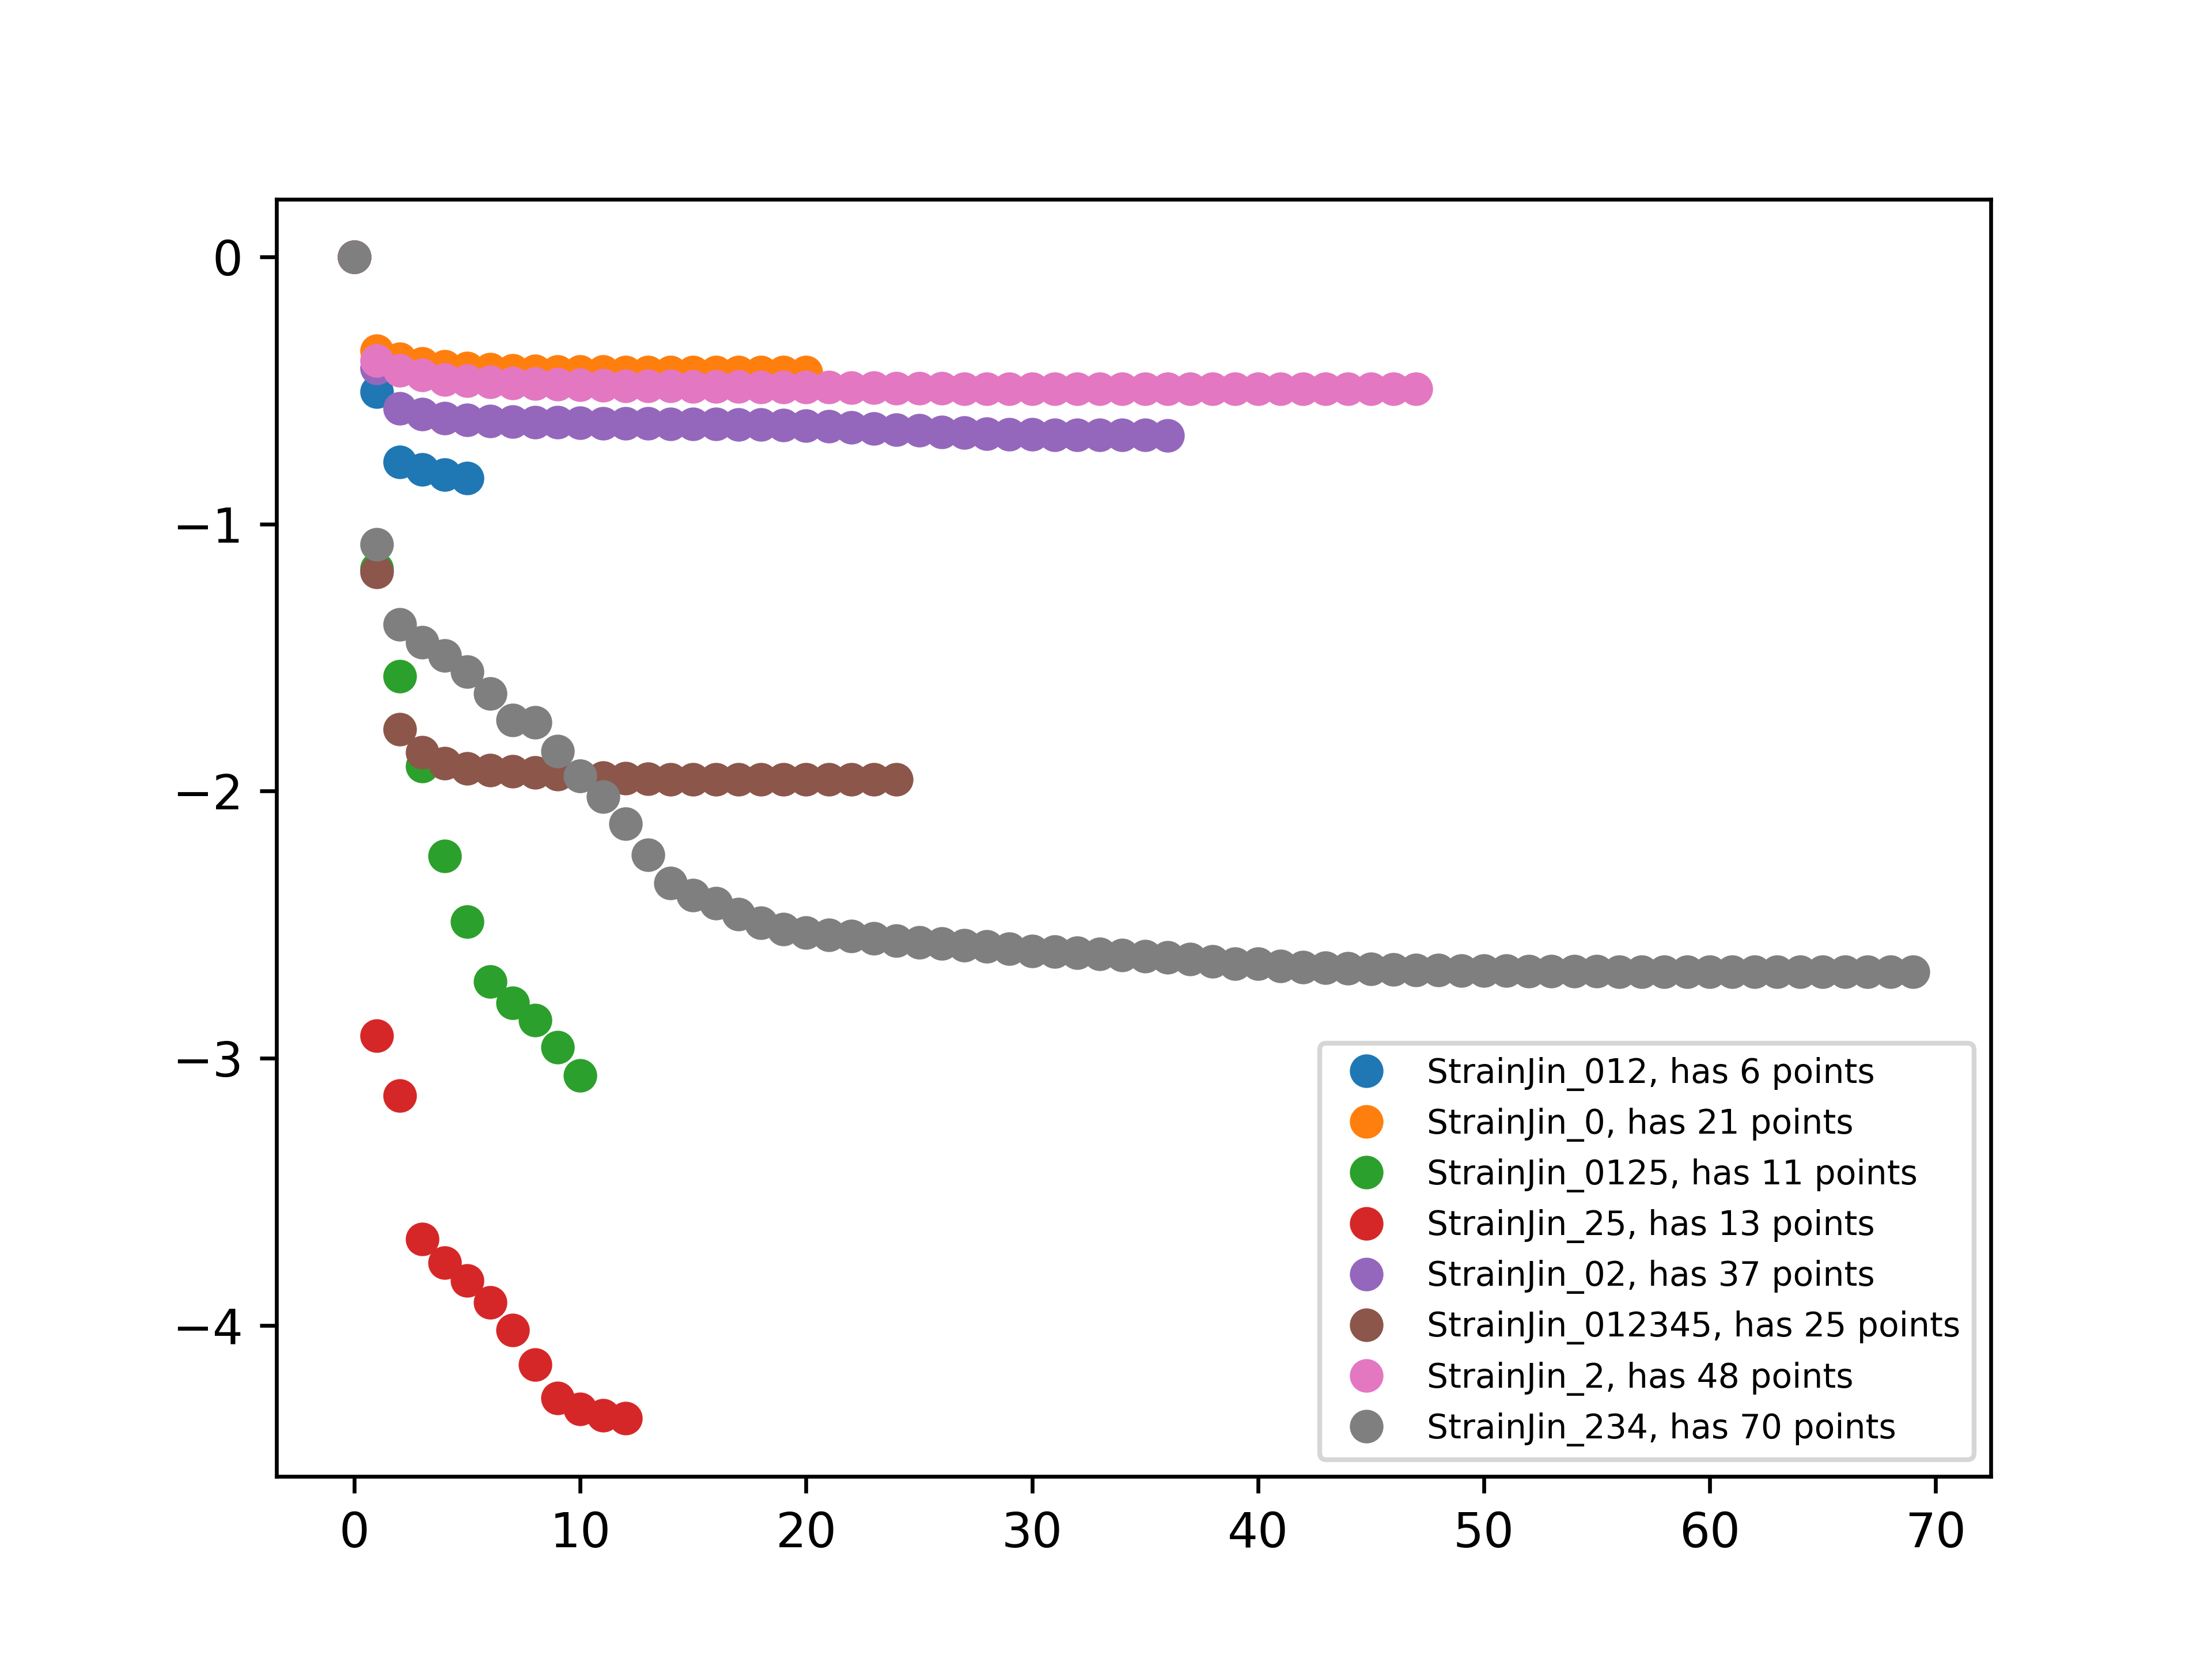 0
−1
−2
−3
−4
StrainJin_012, has 6 points
StrainJin_0, has 21 points
StrainJin_0125, has 11 points
StrainJin_25, has 13 points
StrainJin_02, has 37 points
StrainJin_012345, has 25 points
StrainJin_2, has 48 points
StrainJin_234, has 70 points
0 10 20 30 40 50 60 70